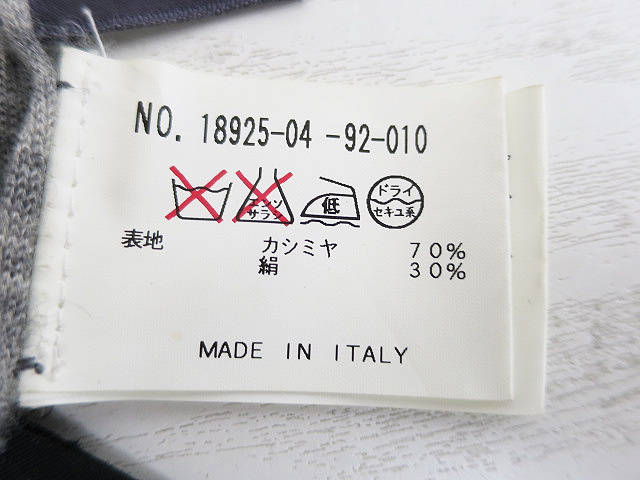 NO. 18925-04 -92-010
エンソ サラシ 低 ドライ セキユ系
表地 カシミヤ 70%
絹 30%
MADE IN ITALY